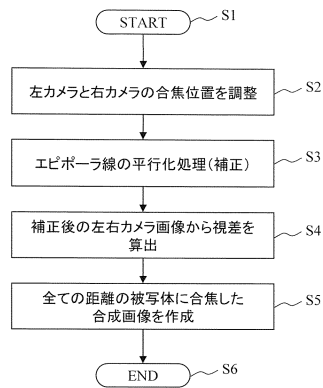 START
S1
左カメラと右カメラの合焦位置を調整
S2
エピポーラ線の平行化処理(補正)
S3
補正後の左右カメラ画像から視差を
算出
S4
全ての距離の被写体に合焦した
合成画像を作成
S5
END
S6